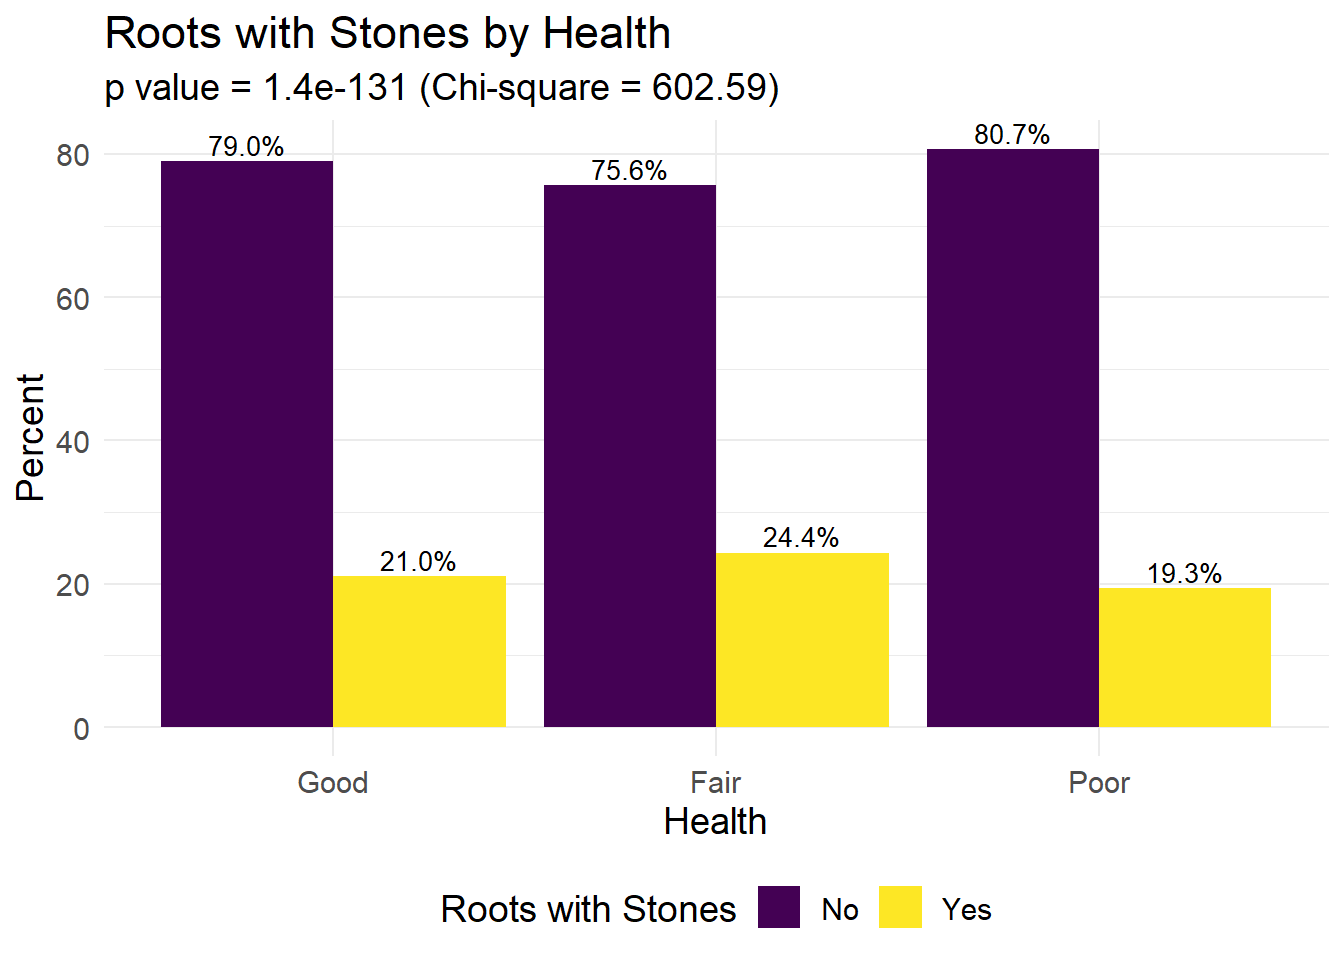 Roots with Stones by Health
p value = 1.4e-131 (Chi-square = 602.59)
Percent
80
60
40
20
0
79.0%
21.0%
75.6%
24.4%
80.7%
19.3%
Good Fair Poor
Health
Roots with Stones No Yes